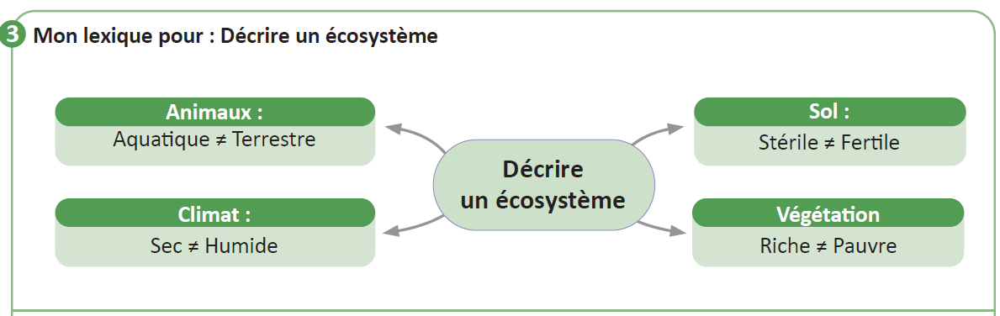 3 Mon lexique pour : Décrire un écosystème
Animaux :
Aquatique ≠ Terrestre
Sol :
Stérile ≠ Fertile
Décrire
un écosystème
Climat :
Sec ≠ Humide
Végétation
Riche ≠ Pauvre